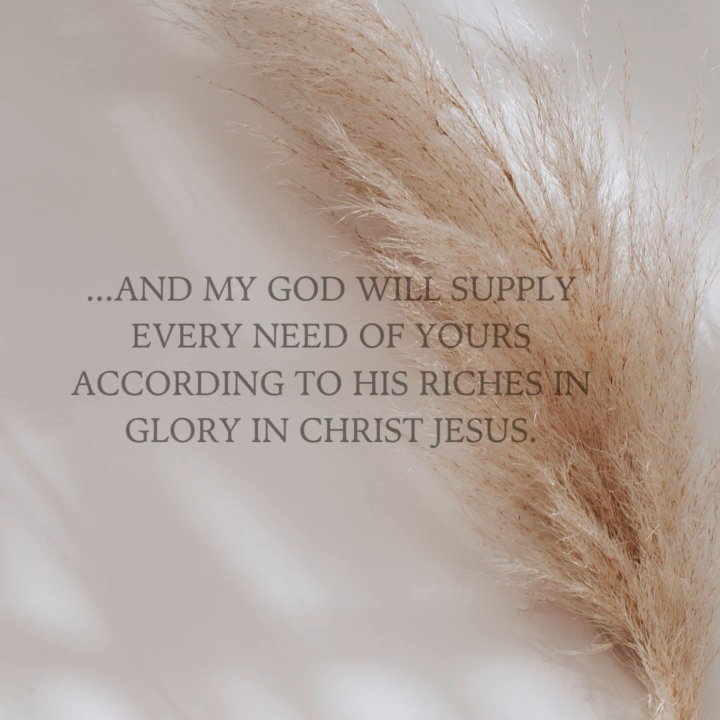 ...AND MY GOD WILL SUPPLY
EVERY NEED OF YOURS
ACCORDING TO HIS RICHES IN
GLORY IN CHRIST JESUS.